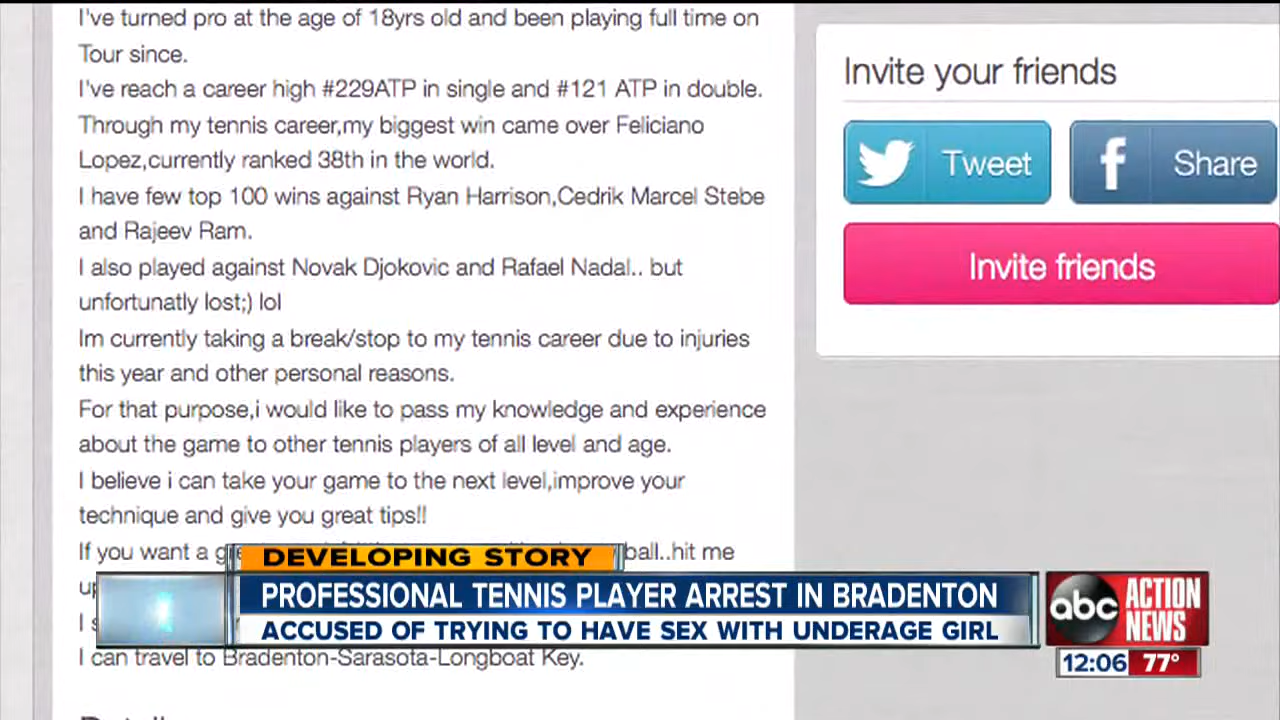 I've turned pro at the age of 18yrs old and been playing full time on
Tour since.
I've reach a career high #229ATP in single and #121 ATP in double.
Through my tennis career,my biggest win came over Feliciano
Lopez,currently ranked 38th in the world.
I have few top 100 wins against Ryan Harrison,Cedrik Marcel Stebe
and Rajeev Ram.
I also played against Novak Djokovic and Rafael Nadal.. but
unfortunatly lost;) lol
Im currently taking a break/stop to my tennis career due to injuries
this year and other personal reasons.
For that purpose,i would like to pass my knowledge and experience
about the game to other tennis players of all level and age.
I believe i can take your game to the next level,improve your
technique and give you great tips!!
If you want a ball..hit me
I
I can travel to Bradenton-Sarasota-Longboat Key.
Invite your friends
Tweet
Share
Invite friends
DEVELOPING STORY
PROFESSIONAL TENNIS PLAYER ARREST IN BRADENTON
ACCUSED OF TRYING TO HAVE SEX WITH UNDERAGE GIRL
abc ACTION
NEWS
12:06 77°